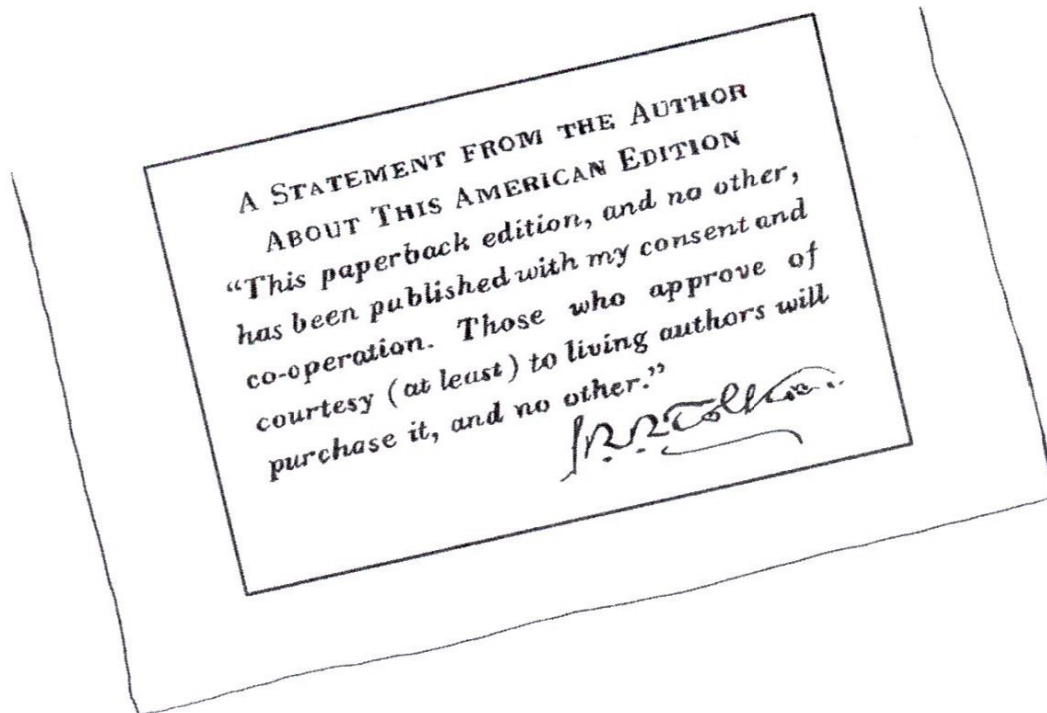 A STATEMENT FROM THE AUTHOR
ABOUT THIS AMERICAN EDITION
“This paperback edition, and no other,
has been published with my consent and
co-operation. Those who approve of
courtesy (at least) to living authors will
purchase it, and no other.”
J.R.R. Tolkien